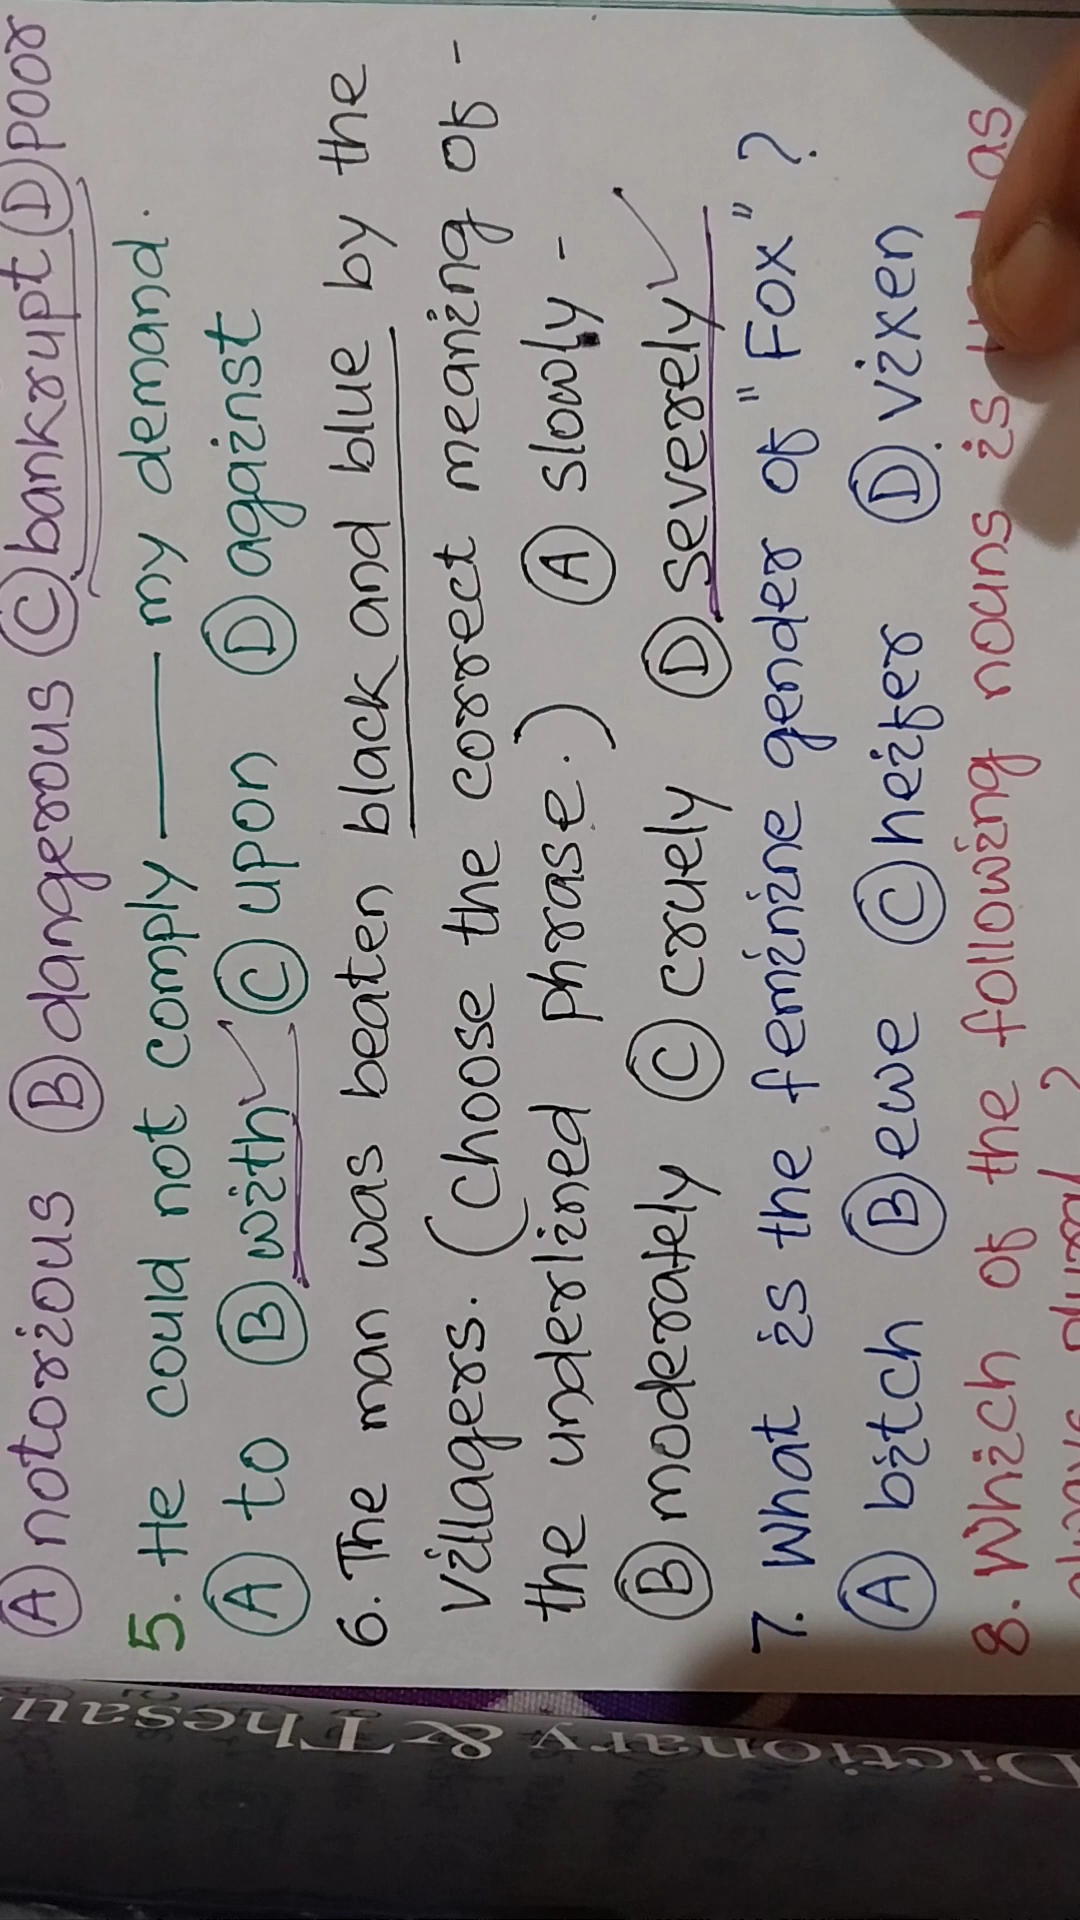 A notorious B dangerous C bankrupt D poor
5. He could not comply —— my demand.
A to B with C upon D against
6. The man was beaten black and blue by the
villagers. (Choose the correct meaning of -
the underlined phrase.) A slowly -
B moderately C cruely D severely
7. What is the feminine gender of "Fox"?
A bitch B ewe C heifer D vixen
8. Which of the following nouns is as
plural?
Dictionary & Thesau